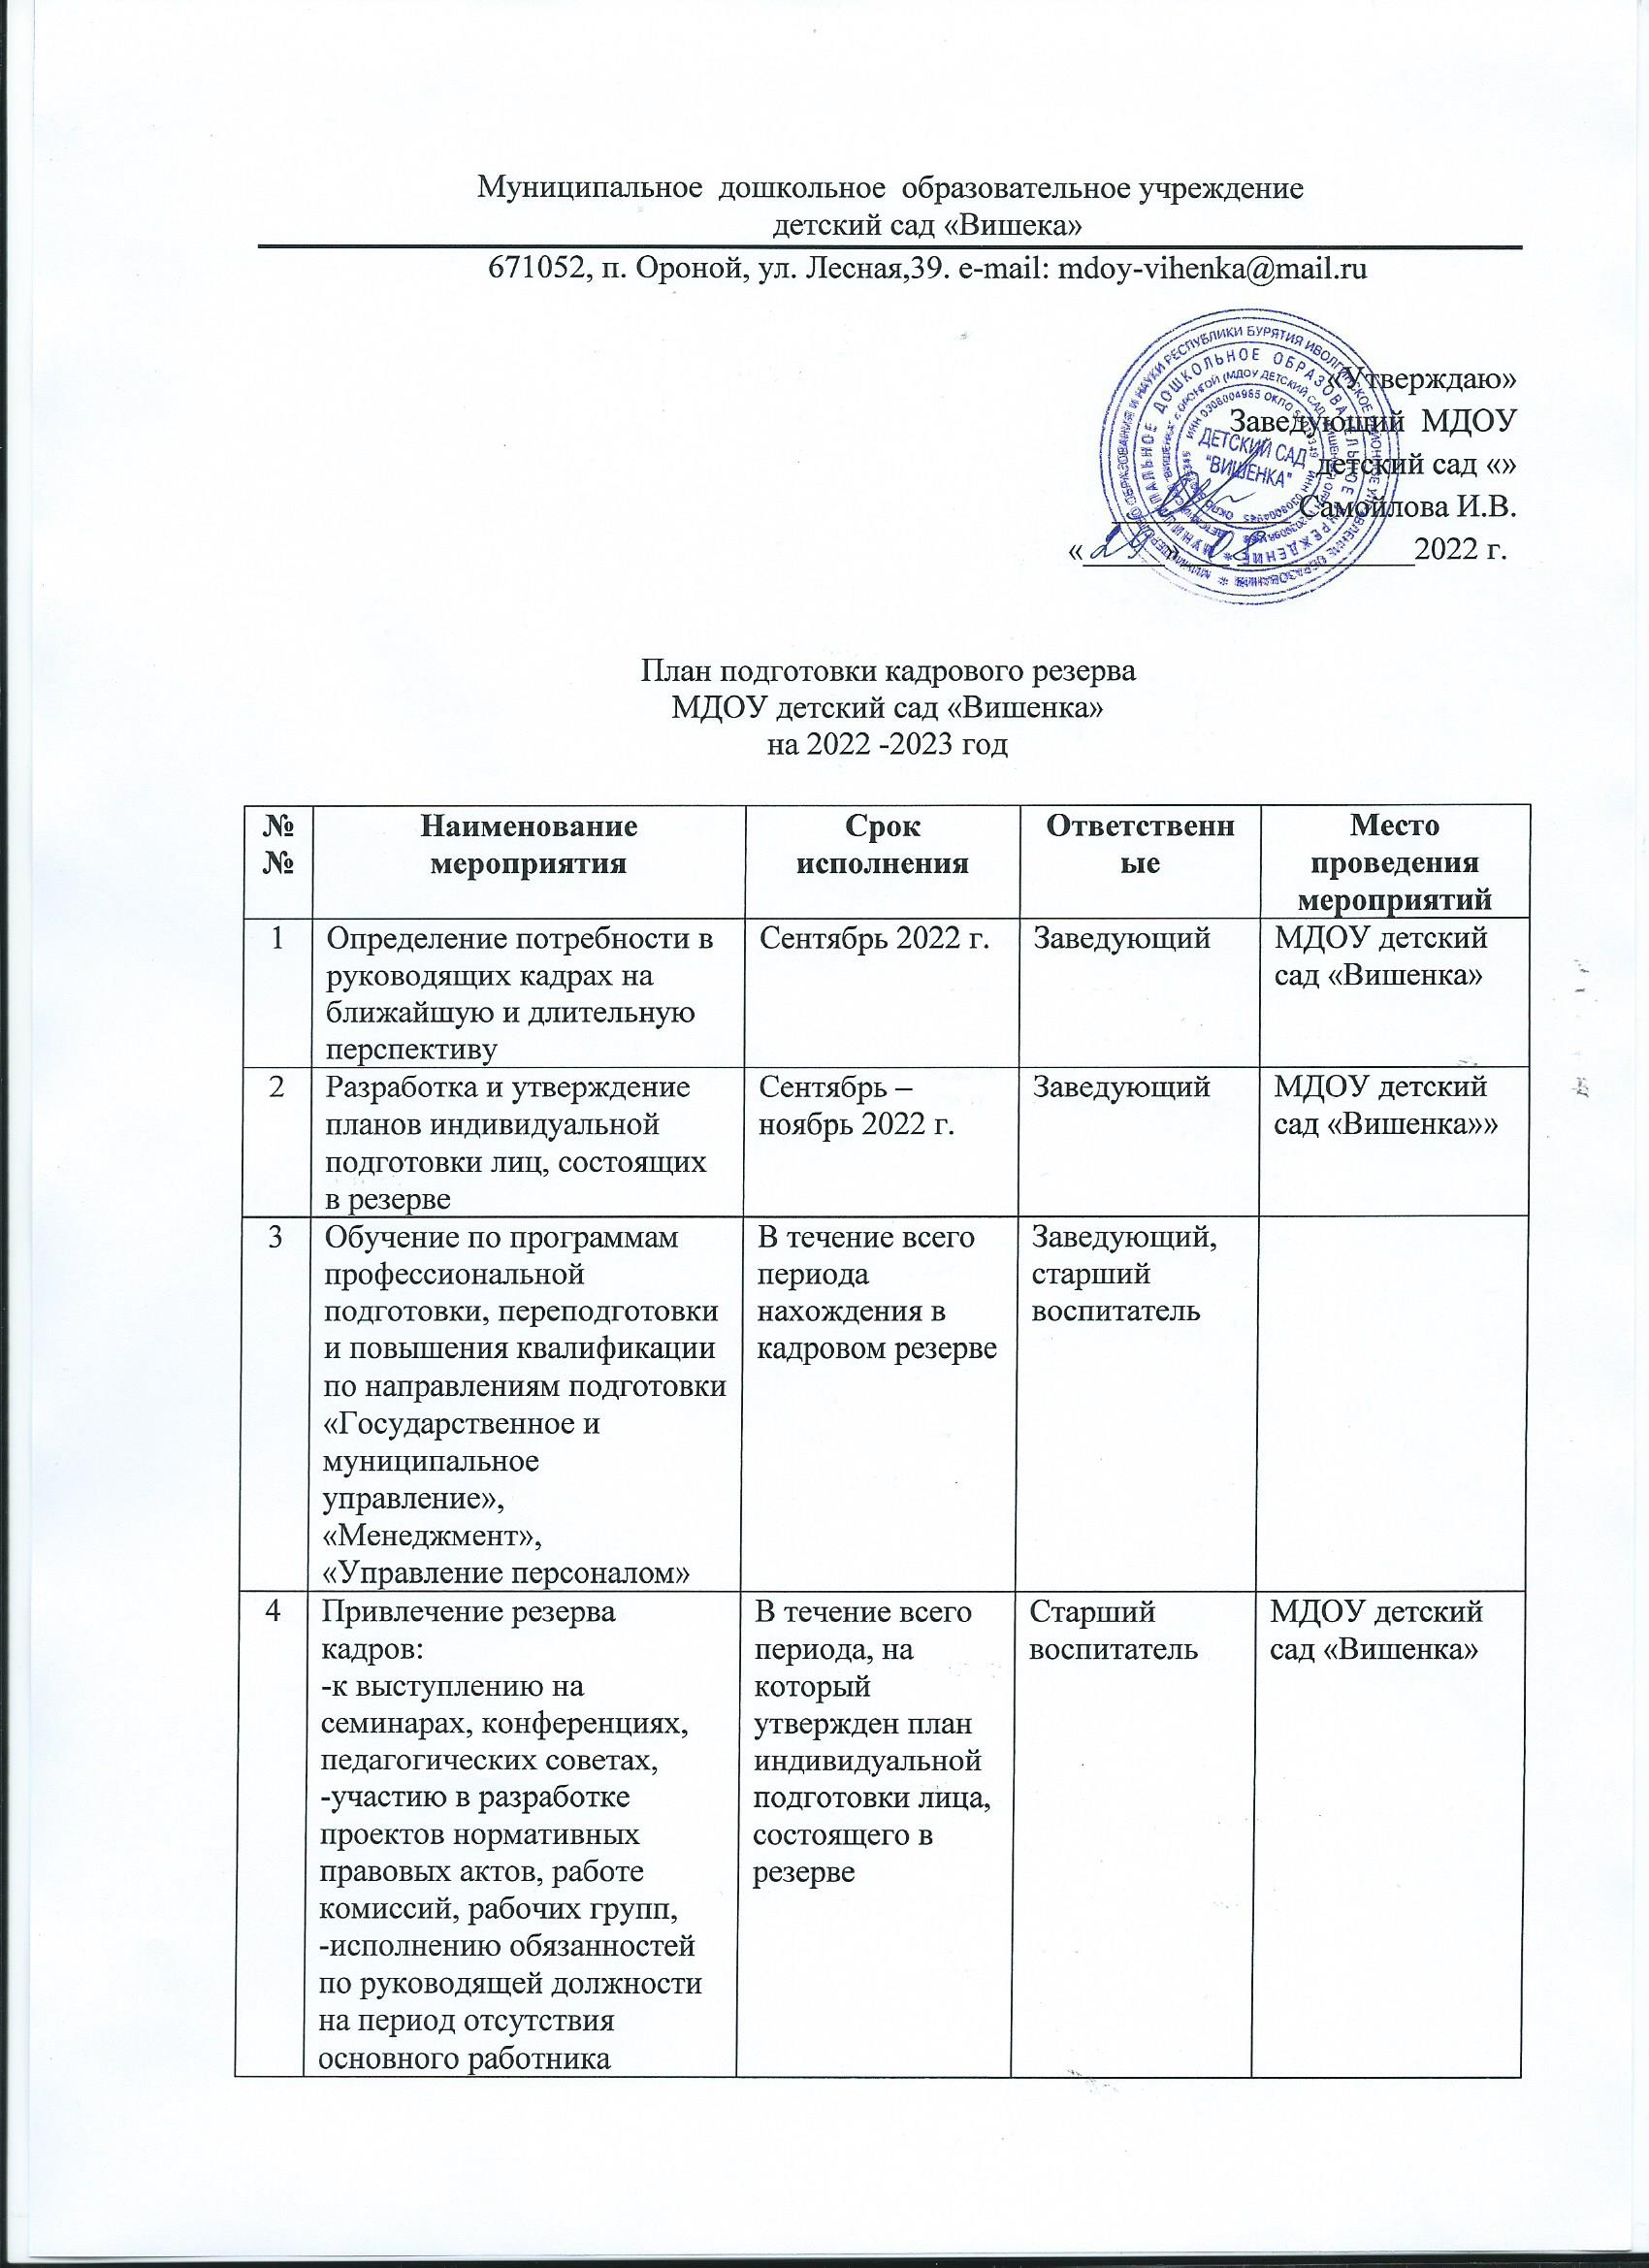 Муниципальное дошкольное образовательное учреждение
детский сад «Вишека»
671052, п. Ороной, ул. Лесная,39. e-mail: mdoy-vihenka@mail.ru
«Утверждаю»
Заведующий МДОУ
детский сад «»
Самойлова И.В.
«29» 08 2022 г.
ДЕТСКИЙ САД
"ВИШЕНКА"
План подготовки кадрового резерва
МДОУ детский сад «Вишенка»
на 2022 -2023 год
№
№
Наименование
мероприятия
Срок
исполнения
Ответственн
ые
Место
проведения
мероприятий
1
Определение потребности в
руководящих кадрах на
ближайшую и длительную
перспективу
Сентябрь 2022 г.
Заведующий
МДОУ детский
сад «Вишенка»
2
Разработка и утверждение
планов индивидуальной
подготовки лиц, состоящих
в резерве
Сентябрь –
ноябрь 2022 г.
Заведующий
МДОУ детский
сад «Вишенка»»
3
Обучение по программам
профессиональной
подготовки, переподготовки
и повышения квалификации
по направлениям подготовки
«Государственное и
муниципальное
управление»,
«Менеджмент»,
«Управление персоналом»
В течение всего
периода
нахождения в
кадровом резерве
Заведующий,
старший
воспитатель
4
Привлечение резерва
кадров:
-к выступлению на
семинарах, конференциях,
педагогических советах,
-участию в разработке
проектов нормативных
правовых актов, работе
комиссий, рабочих групп,
-исполнению обязанностей
по руководящей должности
на период отсутствия
основного работника
В течение всего
периода, на
который
утвержден план
индивидуальной
подготовки лица,
состоящего в
резерве
Старший
воспитатель
МДОУ детский
сад «Вишенка»